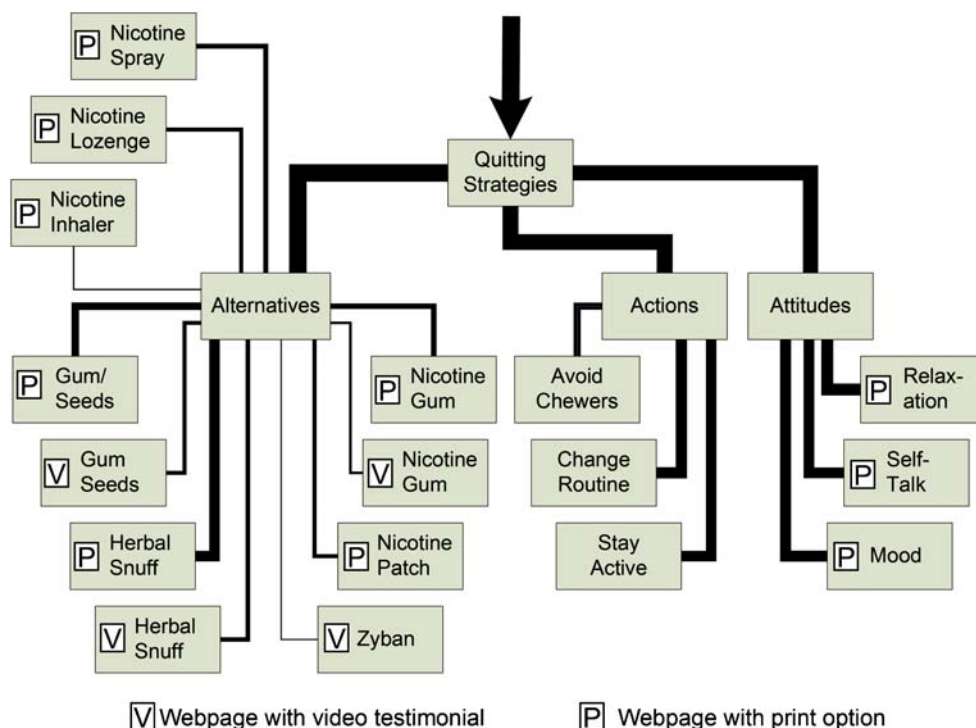 P Nicotine
Spray
P Nicotine
Lozenge
P Nicotine
Inhaler
Quitting
Strategies
Alternatives
Actions
Attitudes
P Gum/
Seeds
V Gum
Seeds
P Herbal
Snuff
V Herbal
Snuff
P Nicotine
Gum
V Nicotine
Gum
P Nicotine
Patch
V Zyban
Avoid
Chewers
Change
Routine
Stay
Active
P Relax-
ation
P Self-
Talk
P Mood
V Webpage with video testimonial
P Webpage with print option